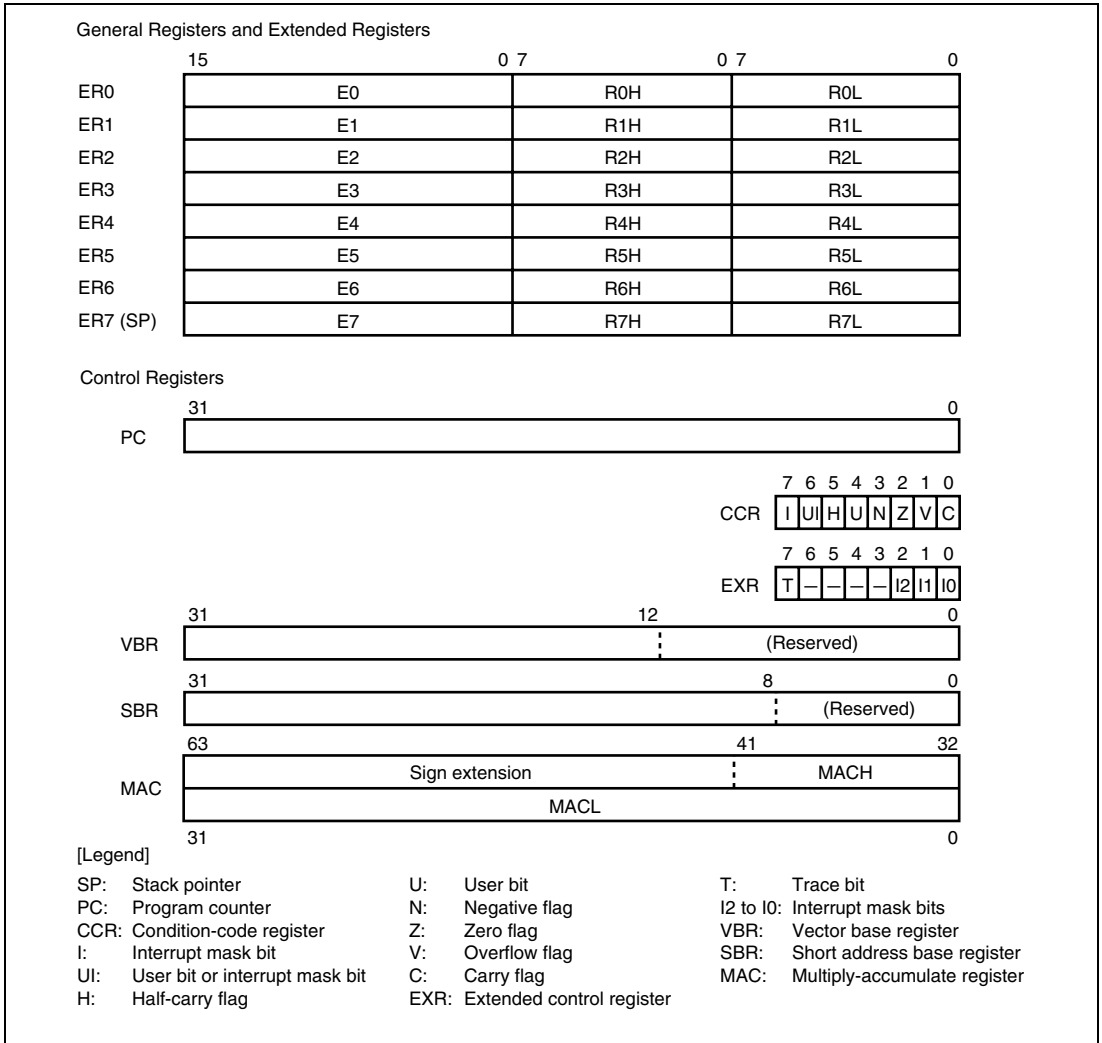 General Registers and Extended Registers
15 0 7 0 7 0
ER0 E0 R0H R0L
ER1 E1 R1H R1L
ER2 E2 R2H R2L
ER3 E3 R3H R3L
ER4 E4 R4H R4L
ER5 E5 R5H R5L
ER6 E6 R6H R6L
ER7 (SP) E7 R7H R7L
Control Registers
31 0
PC
7 6 5 4 3 2 1 0
CCR I UI H U N Z V C
7 6 5 4 3 2 1 0
EXR T — — — — I2 I1 I0
31 12 0
VBR (Reserved)
31 8 0
SBR (Reserved)
63 41 32
MAC Sign extension MACH
MACL
31 0
[Legend]
SP: Stack pointer U: User bit T: Trace bit
PC: Program counter N: Negative flag I2 to I0: Interrupt mask bits
CCR: Condition-code register Z: Zero flag VBR: Vector base register
I: Interrupt mask bit V: Overflow flag SBR: Short address base register
UI: User bit or interrupt mask bit C: Carry flag MAC: Multiply-accumulate register
H: Half-carry flag EXR: Extended control register